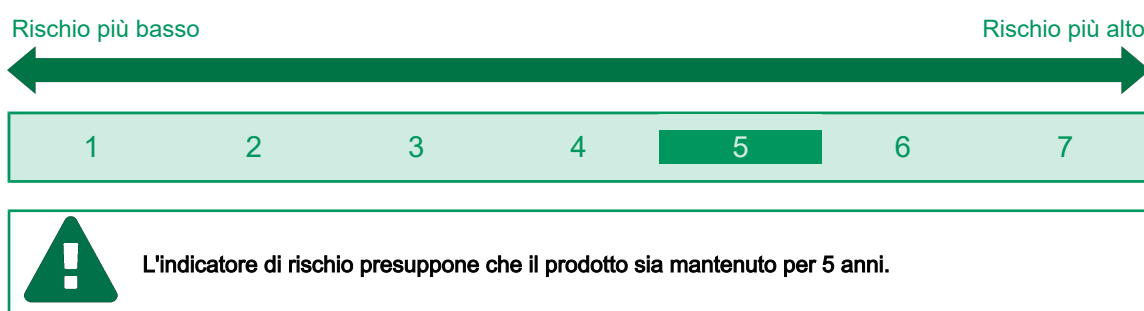 Rischio più basso Rischio più alto
1 2 3 4 5 6 7
L'indicatore di rischio presuppone che il prodotto sia mantenuto per 5 anni.